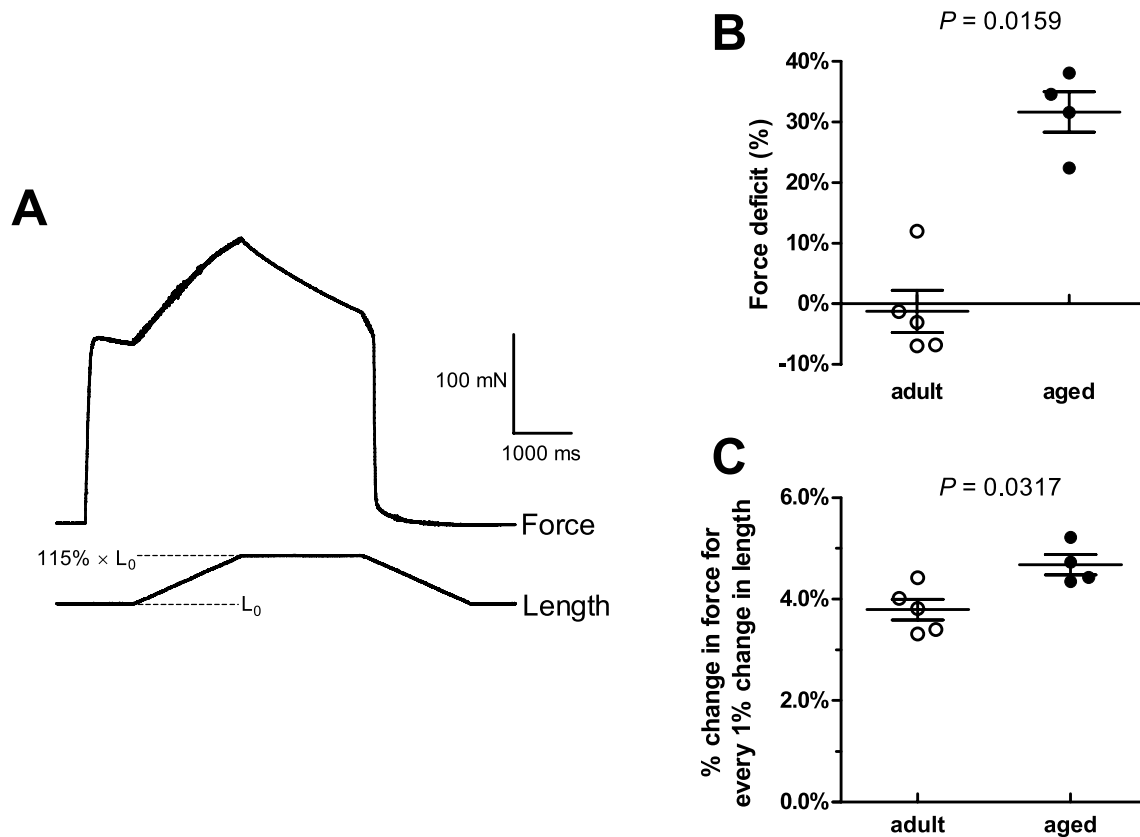 A
100 mN
1000 ms
Force
115% × L₀
L₀
Length
B
P = 0.0159
Force deficit (%)
40%
30%
20%
10%
0%
-10%
adult aged
C
P = 0.0317
% change in force for
every 1% change in length
6.0%
4.0%
2.0%
0.0%
adult aged